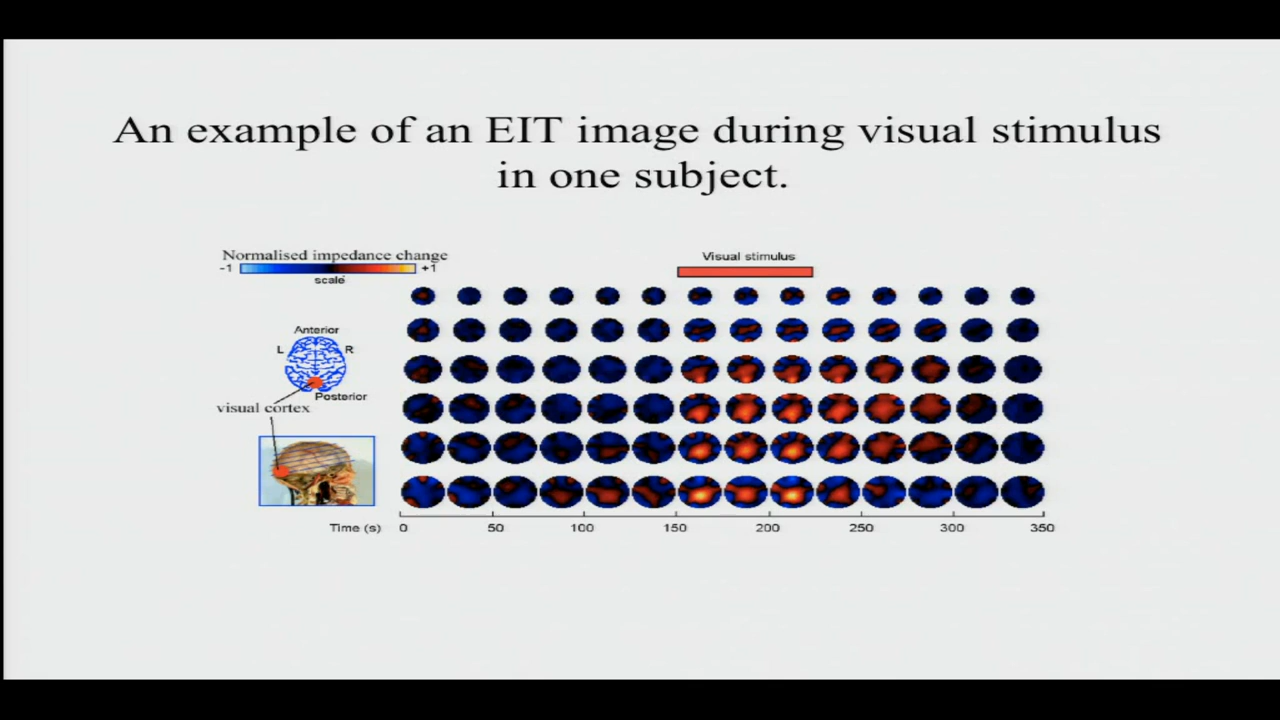 An example of an EIT image during visual stimulus
in one subject.
Normalised impedance change
-1 +1
scale
Visual stimulus
Anterior
L R
Posterior
visual cortex
Time (s) 0 50 100 150 200 250 300 350